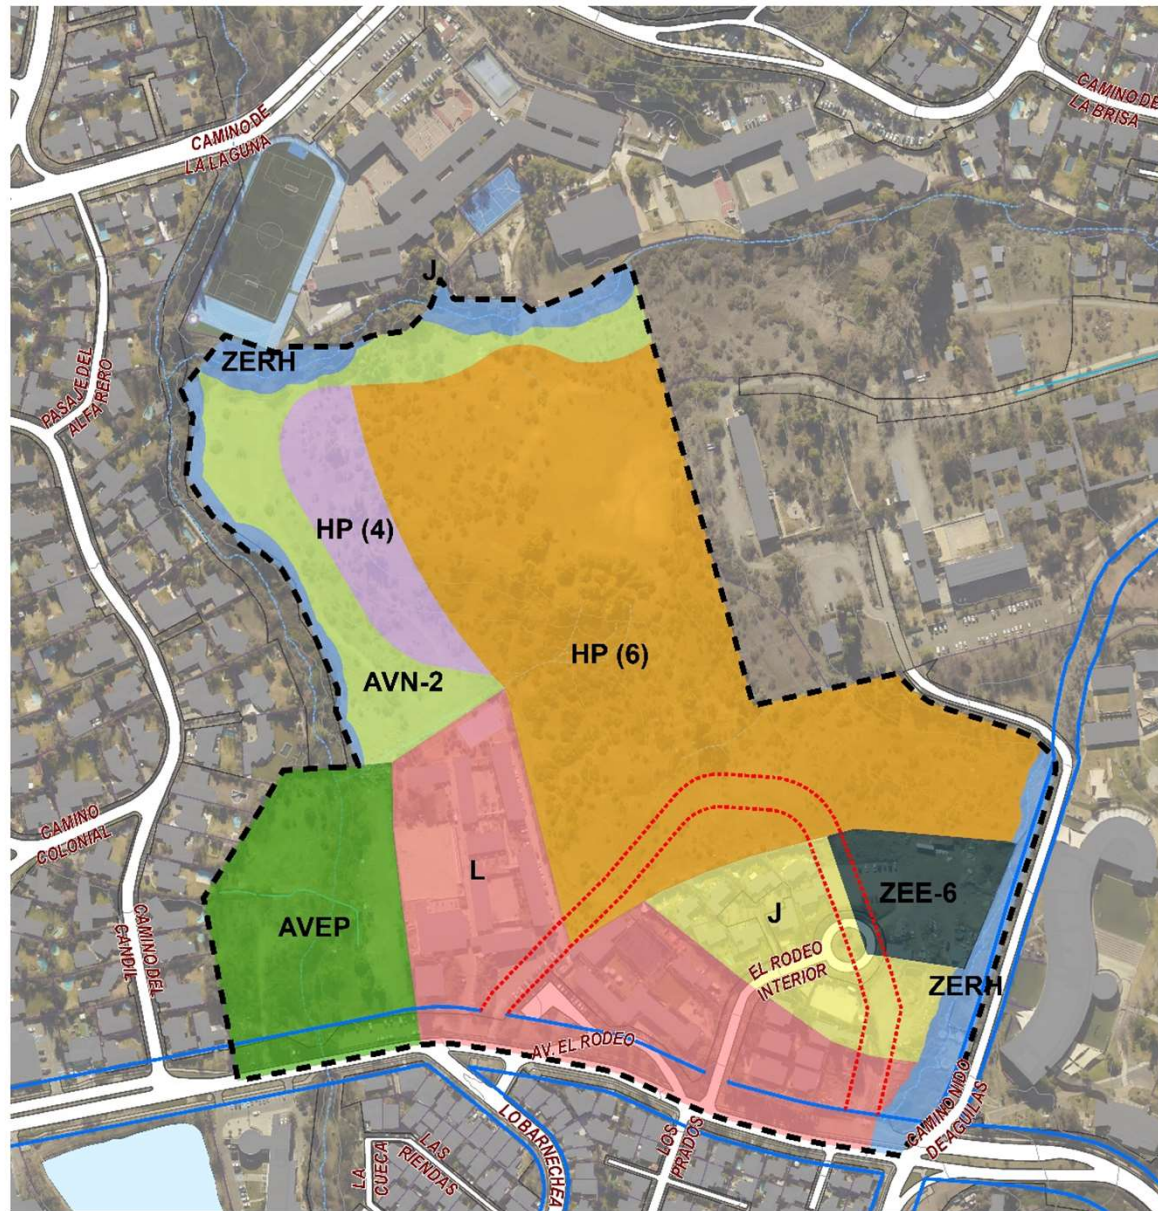 CAMINO DE
LA LAGUNA
CAMINO DE
LA BRISA
J
ZERH
PASAJE DEL
ALFARERO
HP (4)
HP (6)
AVN-2
CAMINO
COLONIAL
L
ZEE-6
J
AVEP
CAMINO DEL
CANDIL
EL RODEO
INTERIOR
ZERH
AV. EL RODEO
CAMINO NIDO
DE AGUILAS
LO BARNECHEA
LOS
PRADOS
LAS
RIENDAS
LA
CUECA